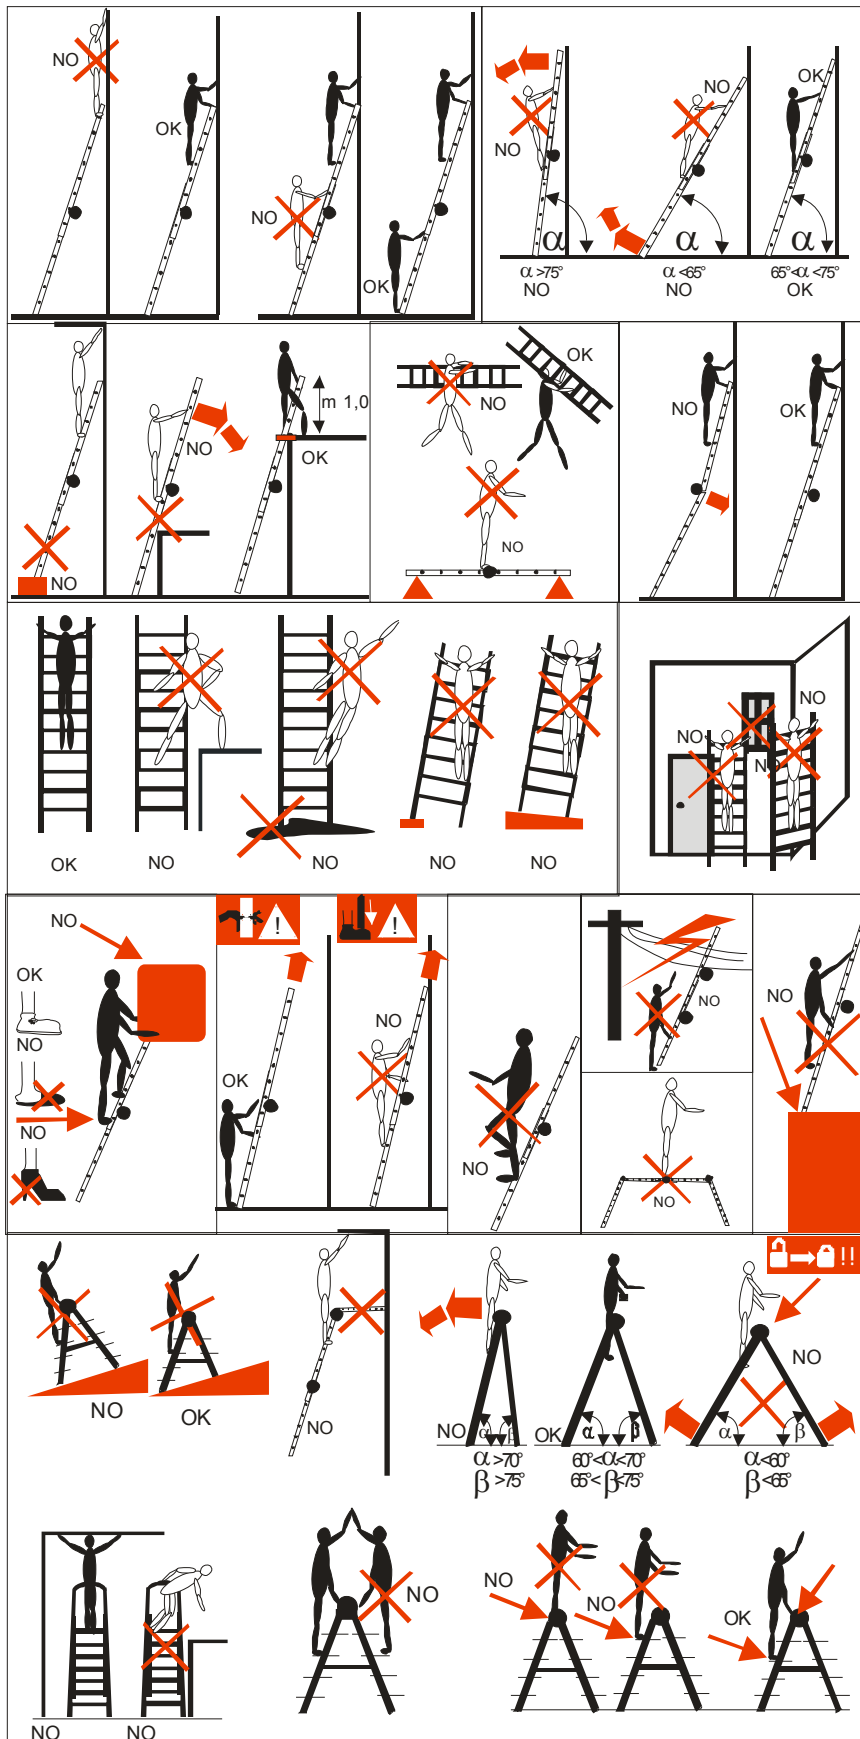 NO
OK
NO
OK
NO
NO
OK
α
α
α
α >75°
NO
α <65°
NO
65°<α <75°
OK
NO
NO
m 1,0
OK
OK
NO
NO
NO
OK
OK
NO
NO
NO
NO
NO
NO
NO
NO
OK
NO
NO
!
!
OK
NO
NO
NO
NO
NO
NO
OK
NO
!!
NO
α
β
OK
α
β
NO
α
β
α >70°
β >75°
60°<α<70°
65°<β<75°
α<60°
β<65°
NO
NO
NO
NO
NO
OK